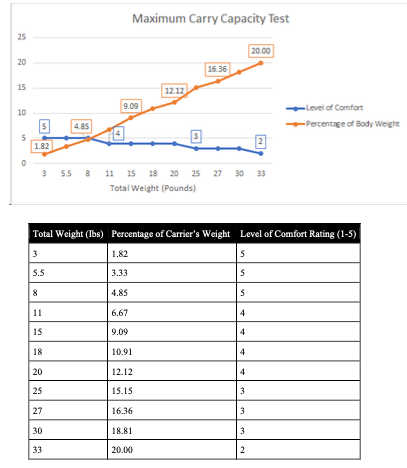 Maximum Carry Capacity Test
25
20
15
10
5
0
20.00
16.36
12.12
9.09
5
4.85
4
3
2
1.82
Level of Comfort
Percentage of Body Weight
3 5.5 8 11 15 18 20 25 27 30 33
Total Weight (Pounds)
Total Weight (lbs) Percentage of Carrier's Weight Level of Comfort Rating (1-5)
3 1.82 5
5.5 3.33 5
8 4.85 5
11 6.67 4
15 9.09 4
18 10.91 4
20 12.12 4
25 15.15 3
27 16.36 3
30 18.81 3
33 20.00 2